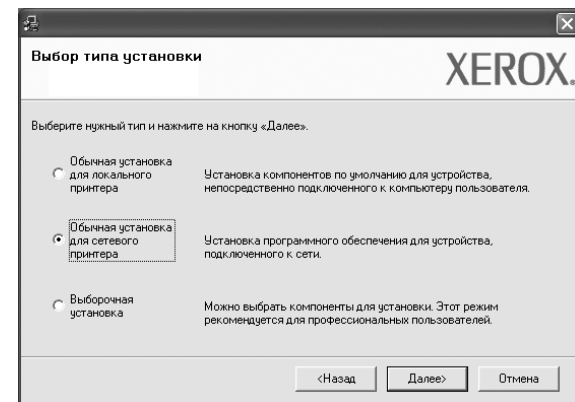 Выбор типа установки
XEROX.
Выберите нужный тип и нажмите на кнопку «Далее».
Обычная установка
для локального
принтера
Установка компонентов по умолчанию для устройства,
непосредственно подключенного к компьютеру пользователя.
Обычная установка
для сетевого
принтера
Установка программного обеспечения для устройства,
подключенного к сети.
Выборочная
установка
Можно выбрать компоненты для установки. Этот режим
рекомендуется для профессиональных пользователей.
<Назад Далее> Отмена